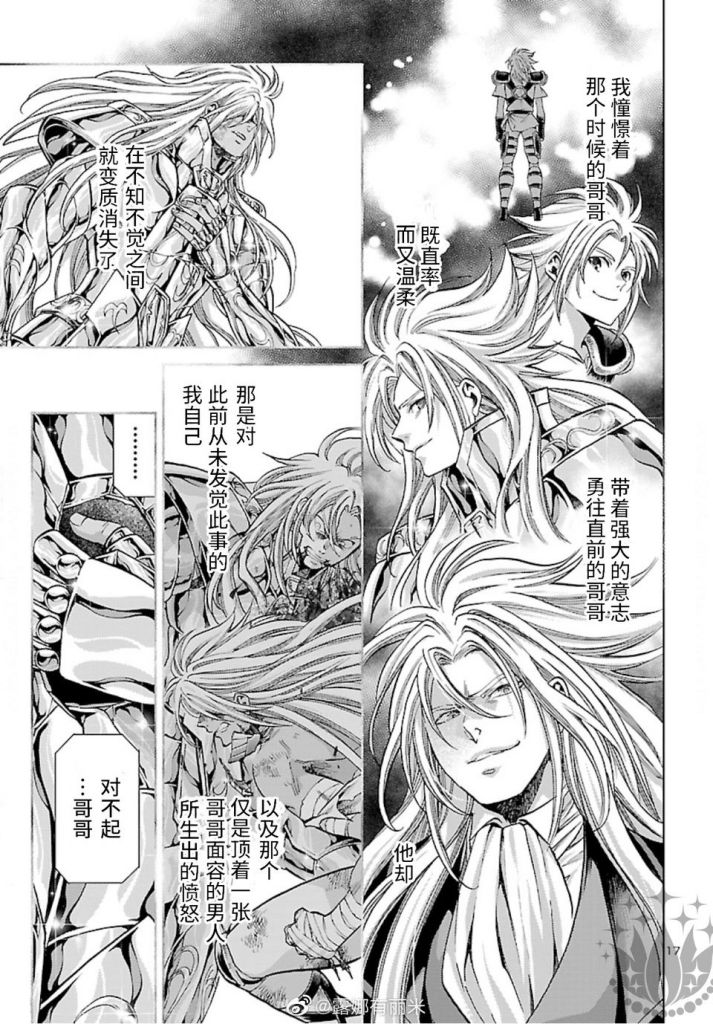 我憧憬着
那个时候的哥哥
既直率
而又温柔
带着强大的意志
勇往直前的哥哥
他却
在不知不觉之间
就变质
消失了
那是对
此前从未发觉此事的
我自己
以及那个
仅是顶着一张
哥哥面容的男人
所生出的愤怒
………
对不起
…哥哥
17
@露娜有丽米